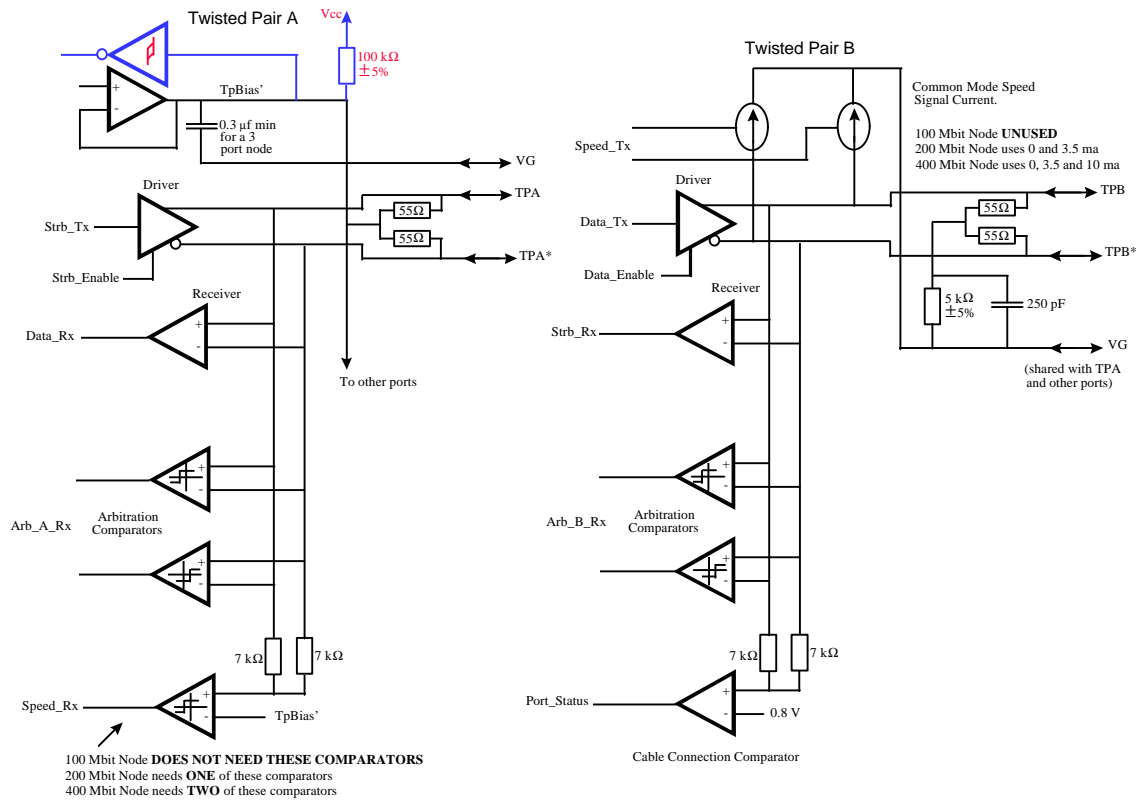 Twisted Pair A
Vcc
100 kΩ
±5%
TpBias’
+
-
0.3 µf min
for a 3
port node
VG
Driver
TPA
55Ω
55Ω
Strb_Tx
TPA*
Strb_Enable
Receiver
Data_Rx
+
-
To other ports
+
-
Arb_A_Rx
Arbitration
Comparators
+
-
7 kΩ
7 kΩ
Speed_Rx
+
-
TpBias’
100 Mbit Node DOES NOT NEED THESE COMPARATORS
200 Mbit Node needs ONE of these comparators
400 Mbit Node needs TWO of these comparators
Twisted Pair B
Common Mode Speed
Signal Current.
100 Mbit Node UNUSED
200 Mbit Node uses 0 and 3.5 ma
400 Mbit Node uses 0, 3.5 and 10 ma
Speed_Tx
Driver
TPB
55Ω
55Ω
Data_Tx
TPB*
Data_Enable
5 kΩ
±5%
250 pF
Receiver
Strb_Rx
+
-
VG
(shared with TPA
and other ports)
+
-
Arb_B_Rx
Arbitration
Comparators
+
-
7 kΩ
7 kΩ
Port_Status
+
-
0.8 V
Cable Connection Comparator